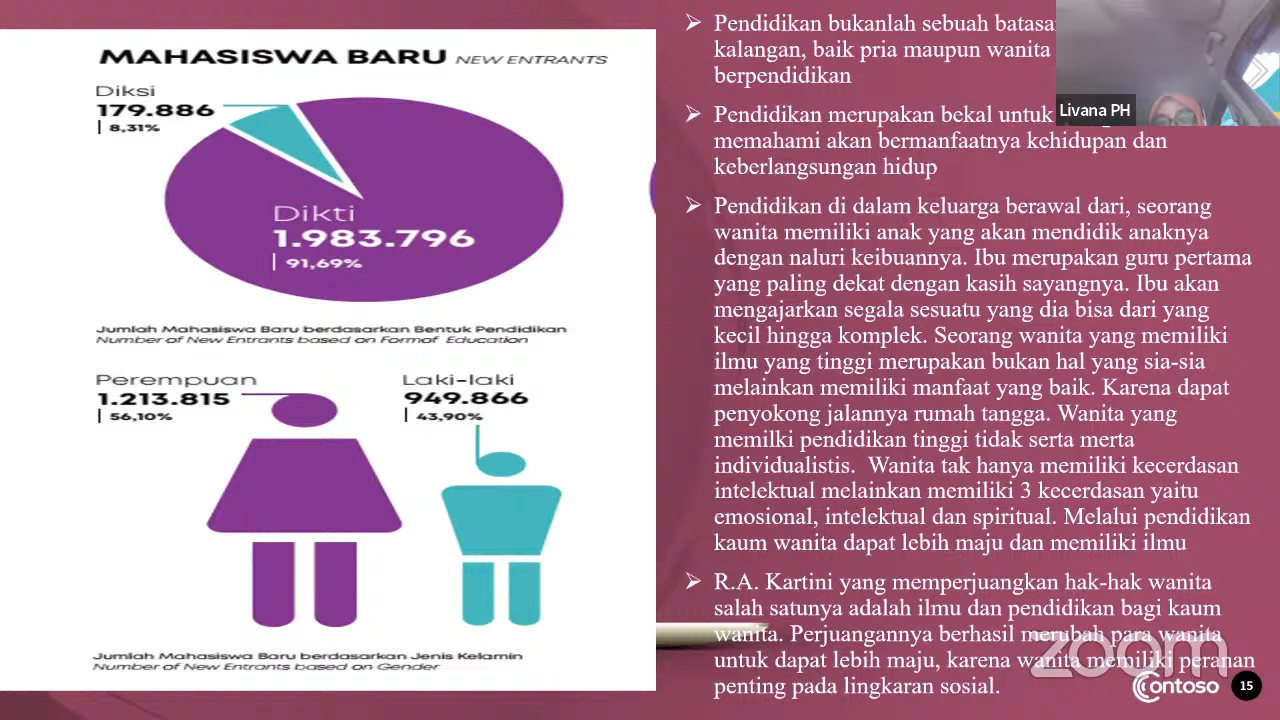 MAHASISWA BARU NEW ENTRANTS
Diksi
179.886
| 8,31%
Dikti
1.983.796
| 91,69%
Jumlah Mahasiswa Baru berdasarkan Bentuk Pendidikan
Number of New Entrants based on Formof Education
Perempuan
1.213.815
| 56,10%
Laki-laki
949.866
| 43,90%
Jumlah Mahasiswa Baru berdasarkan Jenis Kelamin
Number of New Entrants based on Gender
Pendidikan bukanlah sebuah
kalangan, baik pria maupun wanita
berpendidikan
Pendidikan merupakan bekal untuk
memahami akan bermanfaatnya kehidupan dan
keberlangsungan hidup
Pendidikan di dalam keluarga berawal dari, seorang
wanita memiliki anak yang akan mendidik anaknya
dengan naluri keibuannya. Ibu merupakan guru pertama
yang paling dekat dengan kasih sayangnya. Ibu akan
mengajarkan segala sesuatu yang dia bisa dari yang
kecil hingga komplek. Seorang wanita yang memiliki
ilmu yang tinggi merupakan bukan hal yang sia-sia
melainkan memiliki manfaat yang baik. Karena dapat
penyokong jalannya rumah tangga. Wanita yang
memilki pendidikan tinggi tidak serta merta
individualistis. Wanita tak hanya memiliki kecerdasan
intelektual melainkan memiliki 3 kecerdasan yaitu
emosional, intelektual dan spiritual. Melalui pendidikan
kaum wanita dapat lebih maju dan memiliki ilmu
R.A. Kartini yang memperjuangkan hak-hak wanita
salah satunya adalah ilmu dan pendidikan bagi kaum
wanita. Perjuangannya berhasil merubah para wanita
untuk dapat lebih maju, karena wanita memiliki peranan
penting pada lingkaran sosial.
Livana PH
zoom
Contoso
15